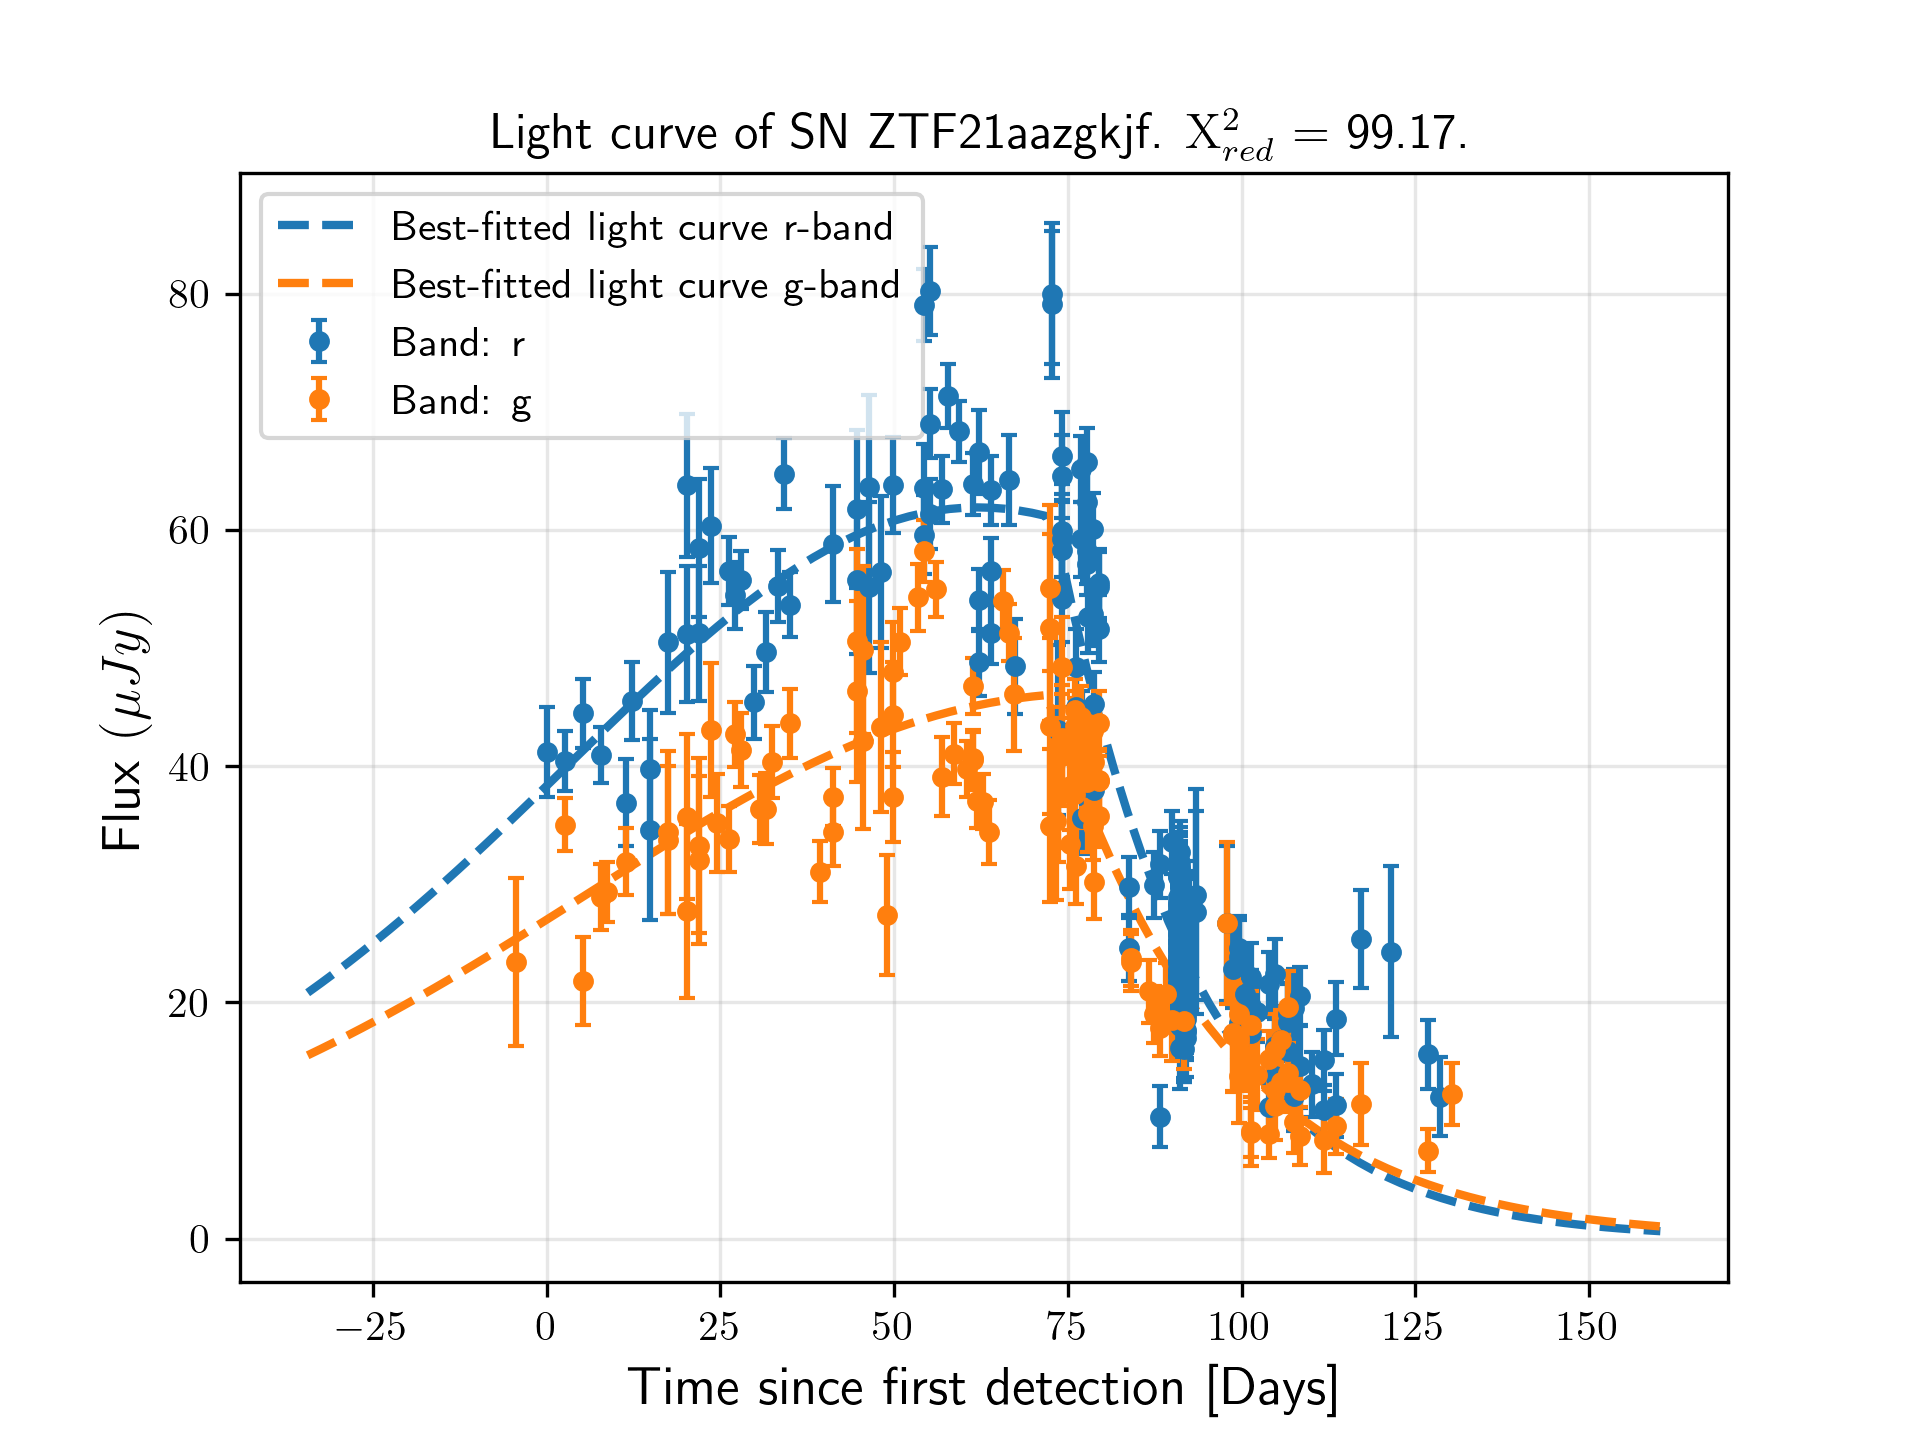 Light curve of SN ZTF21aazgkjf. X²_red = 99.17.
Best-fitted light curve r-band
Best-fitted light curve g-band
Band: r
Band: g
Flux (μJy)
80
60
40
20
0
−25 0 25 50 75 100 125 150
Time since first detection [Days]